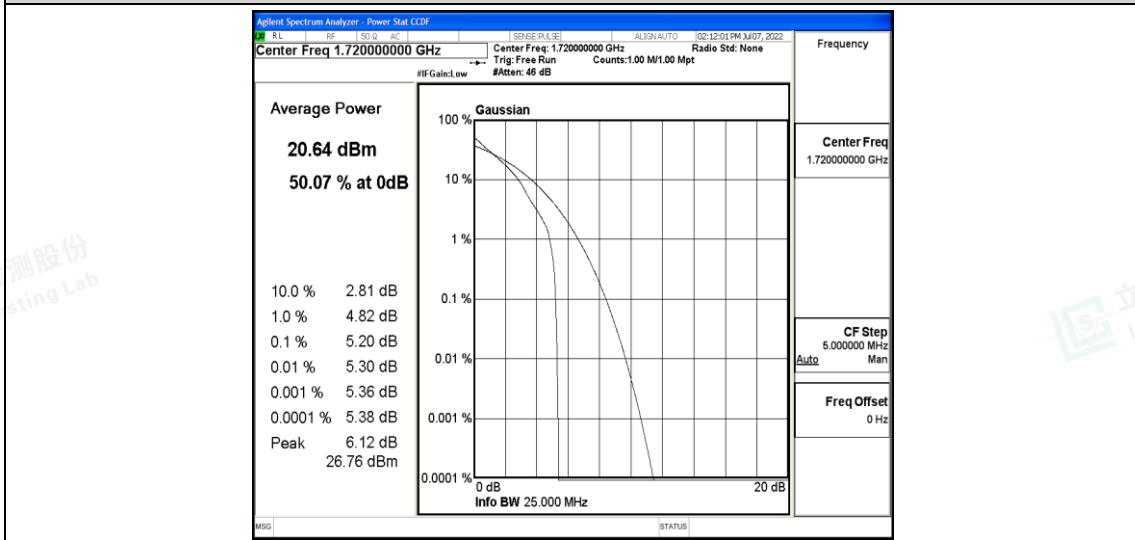 Agilent Spectrum Analyzer - Power Stat CCDF
RL RF 50 Ω AC SENSE:PULSE ALIGNAUTO 02:12:01 PM Jul 07, 2022
Center Freq 1.720000000 GHz
Center Freq: 1.720000000 GHz Radio Std: None
Trig: Free Run Counts:1.00 M/1.00 Mpt
#IFGain:Low #Atten: 46 dB
Frequency
Average Power
20.64 dBm
50.07 % at 0dB
10.0 % 2.81 dB
1.0 % 4.82 dB
0.1 % 5.20 dB
0.01 % 5.30 dB
0.001 % 5.36 dB
0.0001 % 5.38 dB
Peak 6.12 dB
26.76 dBm
Gaussian
100 %
10 %
1 %
0.1 %
0.01 %
0.001 %
0.0001 %
0 dB 20 dB
Info BW 25.000 MHz
Center Freq
1.720000000 GHz
CF Step
5.000000 MHz
Auto Man
Freq Offset
0 Hz
MSG STATUS
测股份
sting Lab
立